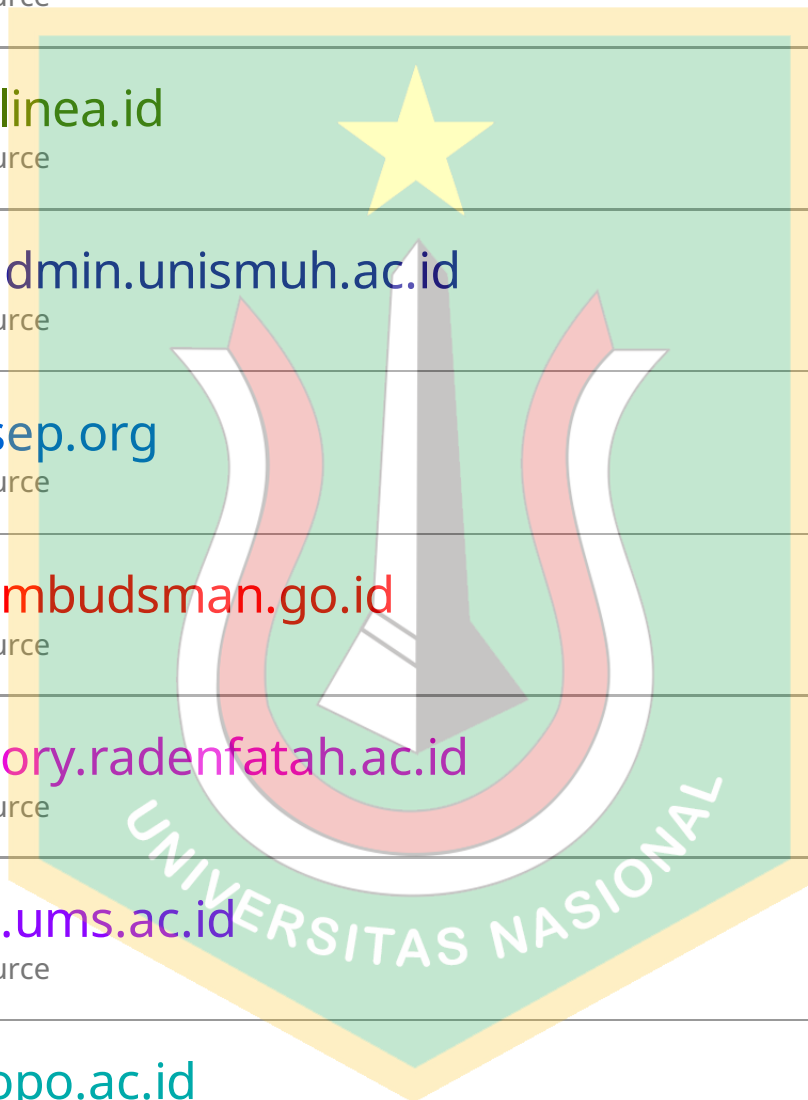 urce
linea.id
urce
dmin.unismuh.ac.id
urce
sep.org
urce
mbudsman.go.id
urce
ory.radenfatah.ac.id
urce
.ums.ac.id
urce
opo.ac.id
UNIVERSITAS NASIONAL